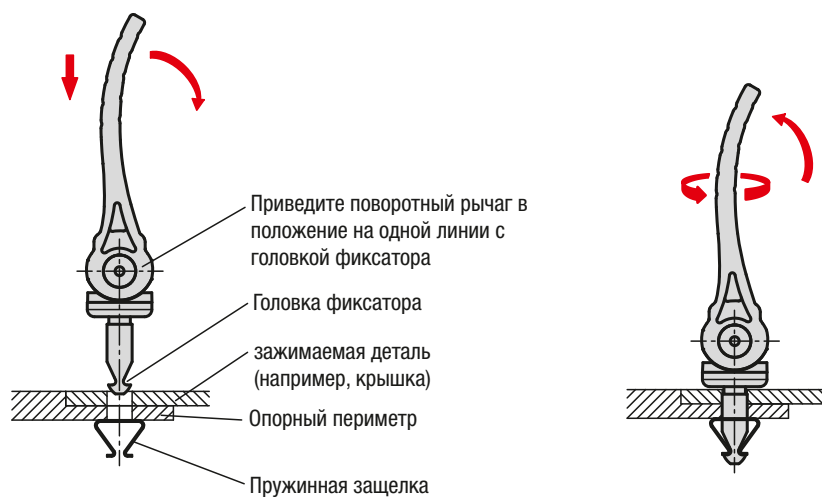 Приведите поворотный рычаг в
положение на одной линии с
головкой фиксатора
Головка фиксатора
зажимаемая деталь
(например, крышка)
Опорный периметр
Пружинная защелка